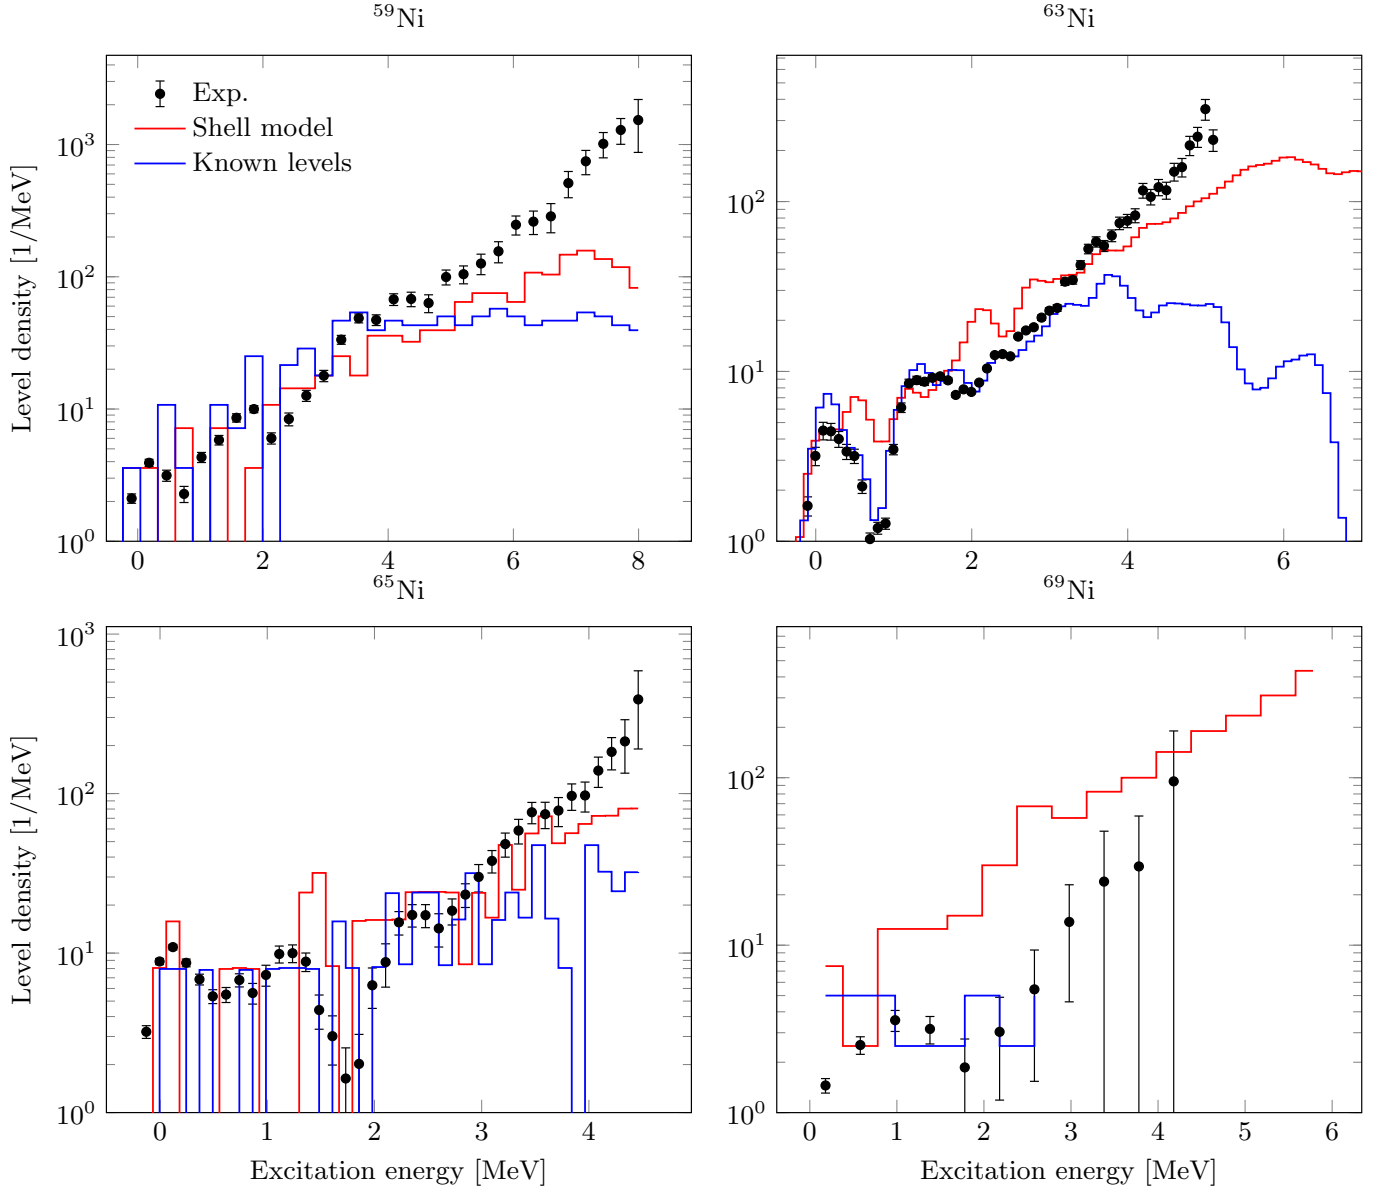 ⁵⁹Ni
Level density [1/MeV]
10³
10²
10¹
10⁰
0 2 4 6 8
Exp.
Shell model
Known levels
⁶³Ni
10²
10¹
10⁰
0 2 4 6
⁶⁵Ni
Level density [1/MeV]
10³
10²
10¹
10⁰
0 1 2 3 4
Excitation energy [MeV]
⁶⁹Ni
10²
10¹
10⁰
0 1 2 3 4 5 6
Excitation energy [MeV]